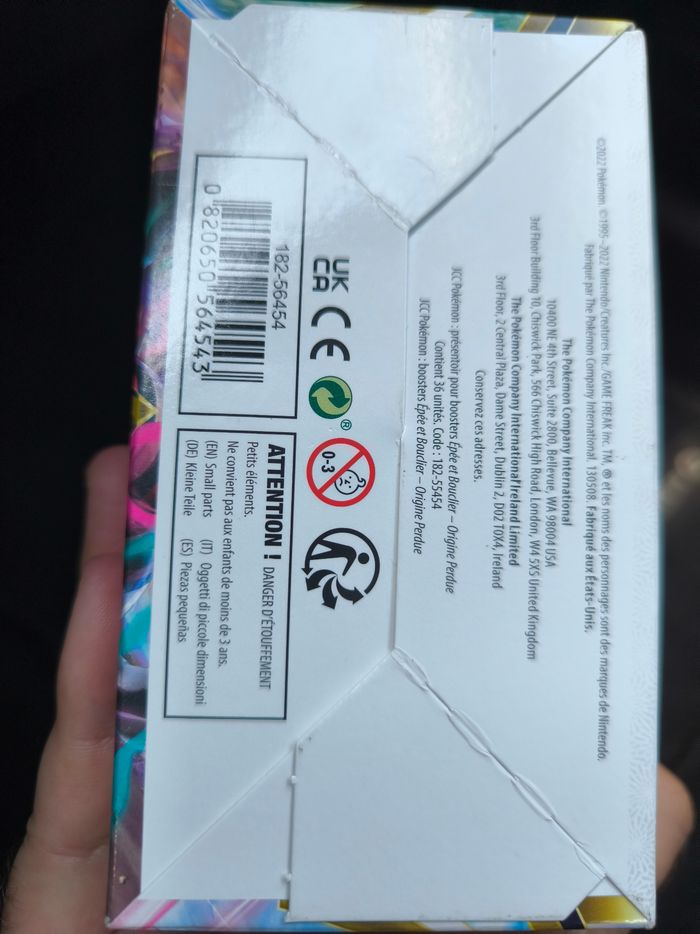 ©2022 Pokémon. ©1995–2022 Nintendo/Creatures Inc./GAME FREAK inc. TM, ® et les noms des personnages sont des marques de Nintendo.
Fabriqué par The Pokémon Company International. 130508. Fabriqué aux États-Unis.
The Pokémon Company International
10400 NE 4th Street, Suite 2800, Bellevue, WA 98004 USA
3rd Floor Building 10, Chiswick Park, 566 Chiswick High Road, London, W4 5XS United Kingdom
The Pokémon Company International Ireland Limited
3rd Floor, 2 Central Plaza, Dame Street, Dublin 2, D02 T0X4, Ireland
Conservez ces adresses.
JCC Pokémon : présentoir pour boosters Épée et Bouclier – Origine Perdue
Contient 36 unités. Code : 182-55454
JCC Pokémon : boosters Épée et Bouclier – Origine Perdue
UK
CA
CE
®
0-3
182-56454
0 820650 564543
ATTENTION ! DANGER D'ÉTOUFFEMENT
Petits éléments.
Ne convient pas aux enfants de moins de 3 ans.
(EN) Small parts (IT) Oggetti di piccole dimensioni
(DE) Kleine Teile (ES) Piezas pequeñas